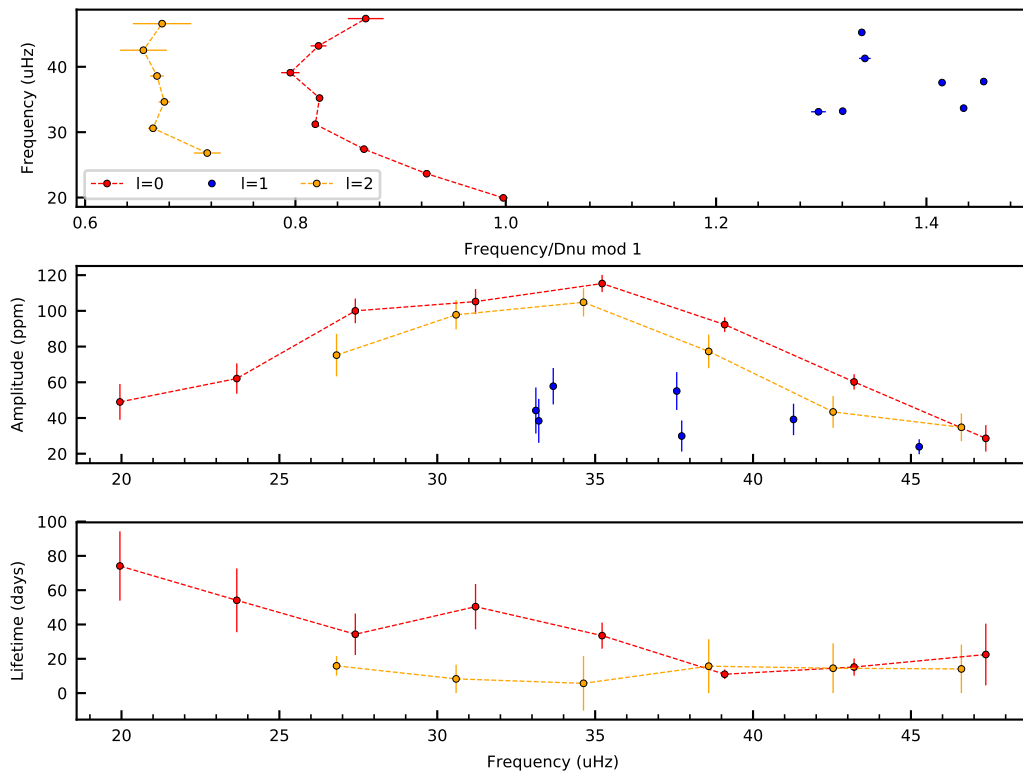 Frequency (uHz)
40
30
20
l=0 l=1 l=2
0.6 0.8 1.0 1.2 1.4
Frequency/Dnu mod 1
Amplitude (ppm)
120
100
80
60
40
20
20 25 30 35 40 45
Lifetime (days)
100
80
60
40
20
0
20 25 30 35 40 45
Frequency (uHz)